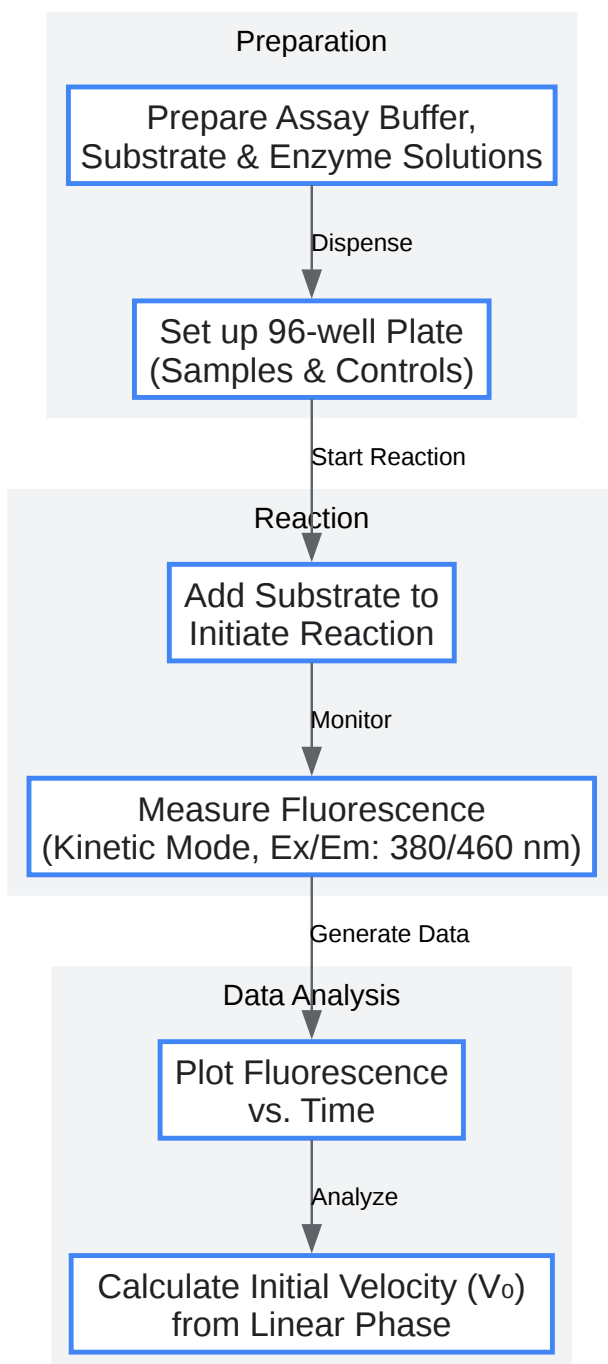 Preparation
Prepare Assay Buffer,
Substrate & Enzyme Solutions
Dispense
Set up 96-well Plate
(Samples & Controls)
Start Reaction
Reaction
Add Substrate to
Initiate Reaction
Monitor
Measure Fluorescence
(Kinetic Mode, Ex/Em: 380/460 nm)
Generate Data
Data Analysis
Plot Fluorescence
vs. Time
Analyze
Calculate Initial Velocity (V₀)
from Linear Phase